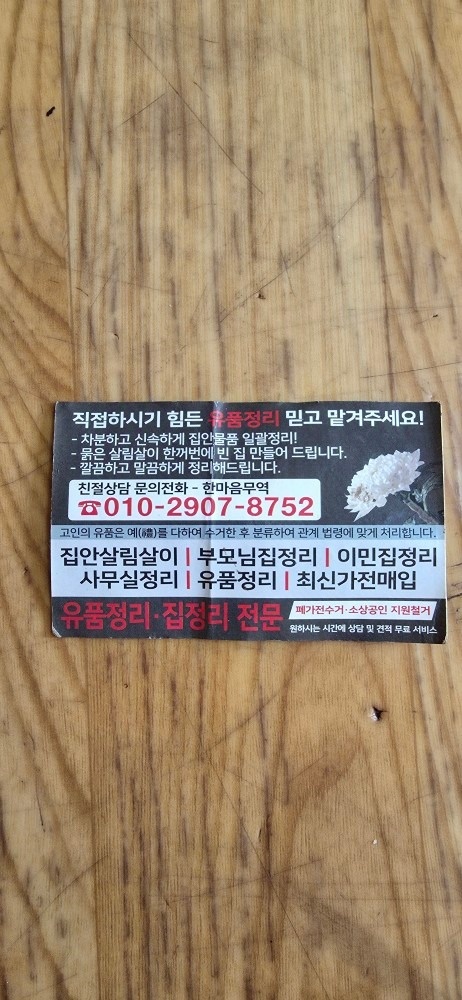 직접하시기 힘든 유품정리 믿고 맡겨주세요!
- 차분하고 신속하게 집안물품 일괄정리!
- 묵은 살림살이 한꺼번에 빈 집 만들어 드립니다.
- 깔끔하고 말끔하게 정리해드립니다.
친절상담 문의전화 - 한마음무역
☎010-2907-8752
고인의 유품은 예(禮)를 다하여 수거한 후 분류하여 관계 법령에 맞게 처리합니다.
집안살림살이 | 부모님집정리 | 이민집정리
사무실정리 | 유품정리 | 최신가전매입
유품정리·집정리 전문
폐가전수거·소상공인 지원철거
원하시는 시간에 상담 및 견적 무료 서비스